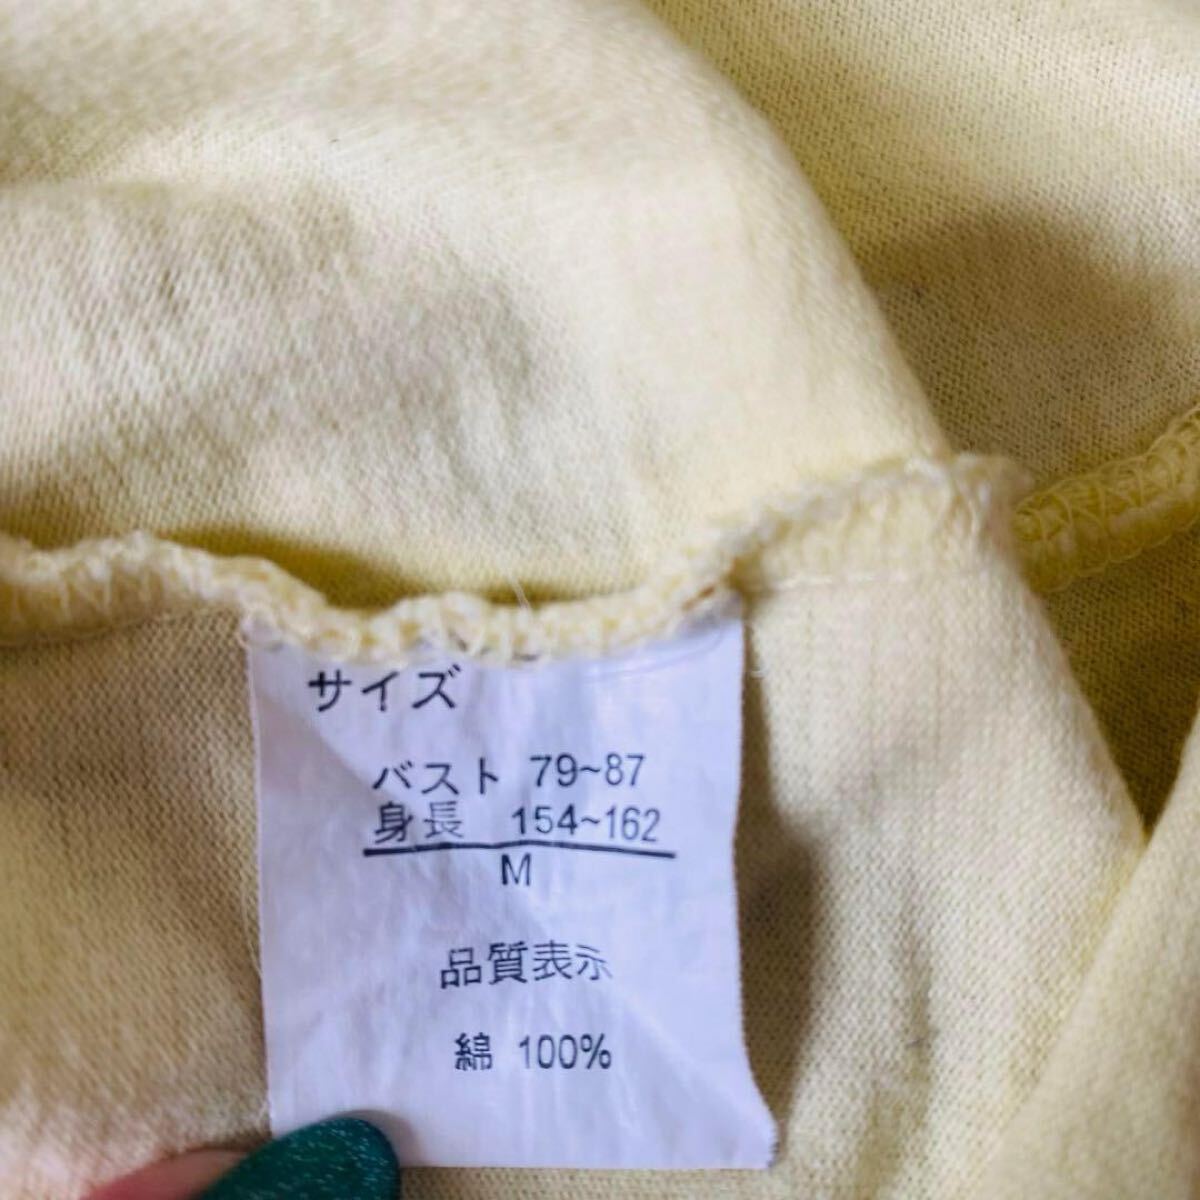 サイズ
バスト 79~87
身長 154~162
M
品質表示
綿 100%